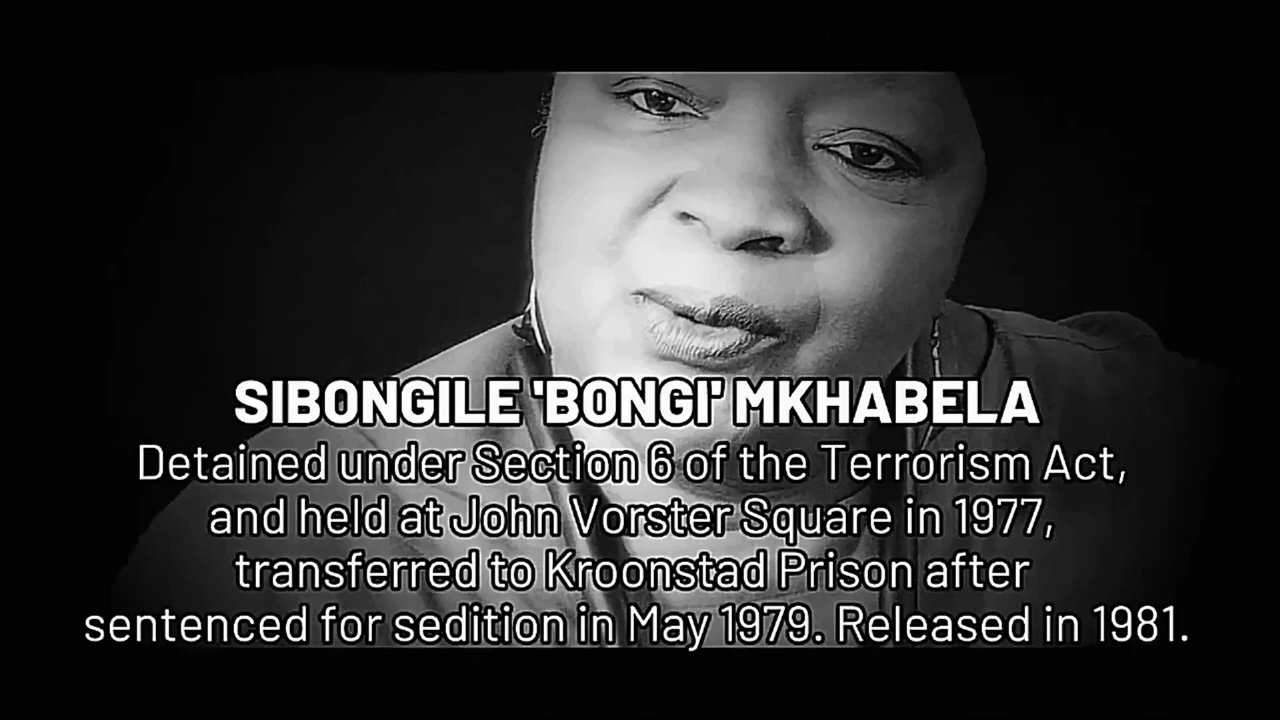 SIBONGILE 'BONGI' MKHABELA
Detained under Section 6 of the Terrorism Act,
and held at John Vorster Square in 1977,
transferred to Kroonstad Prison after
sentenced for sedition in May 1979. Released in 1981.